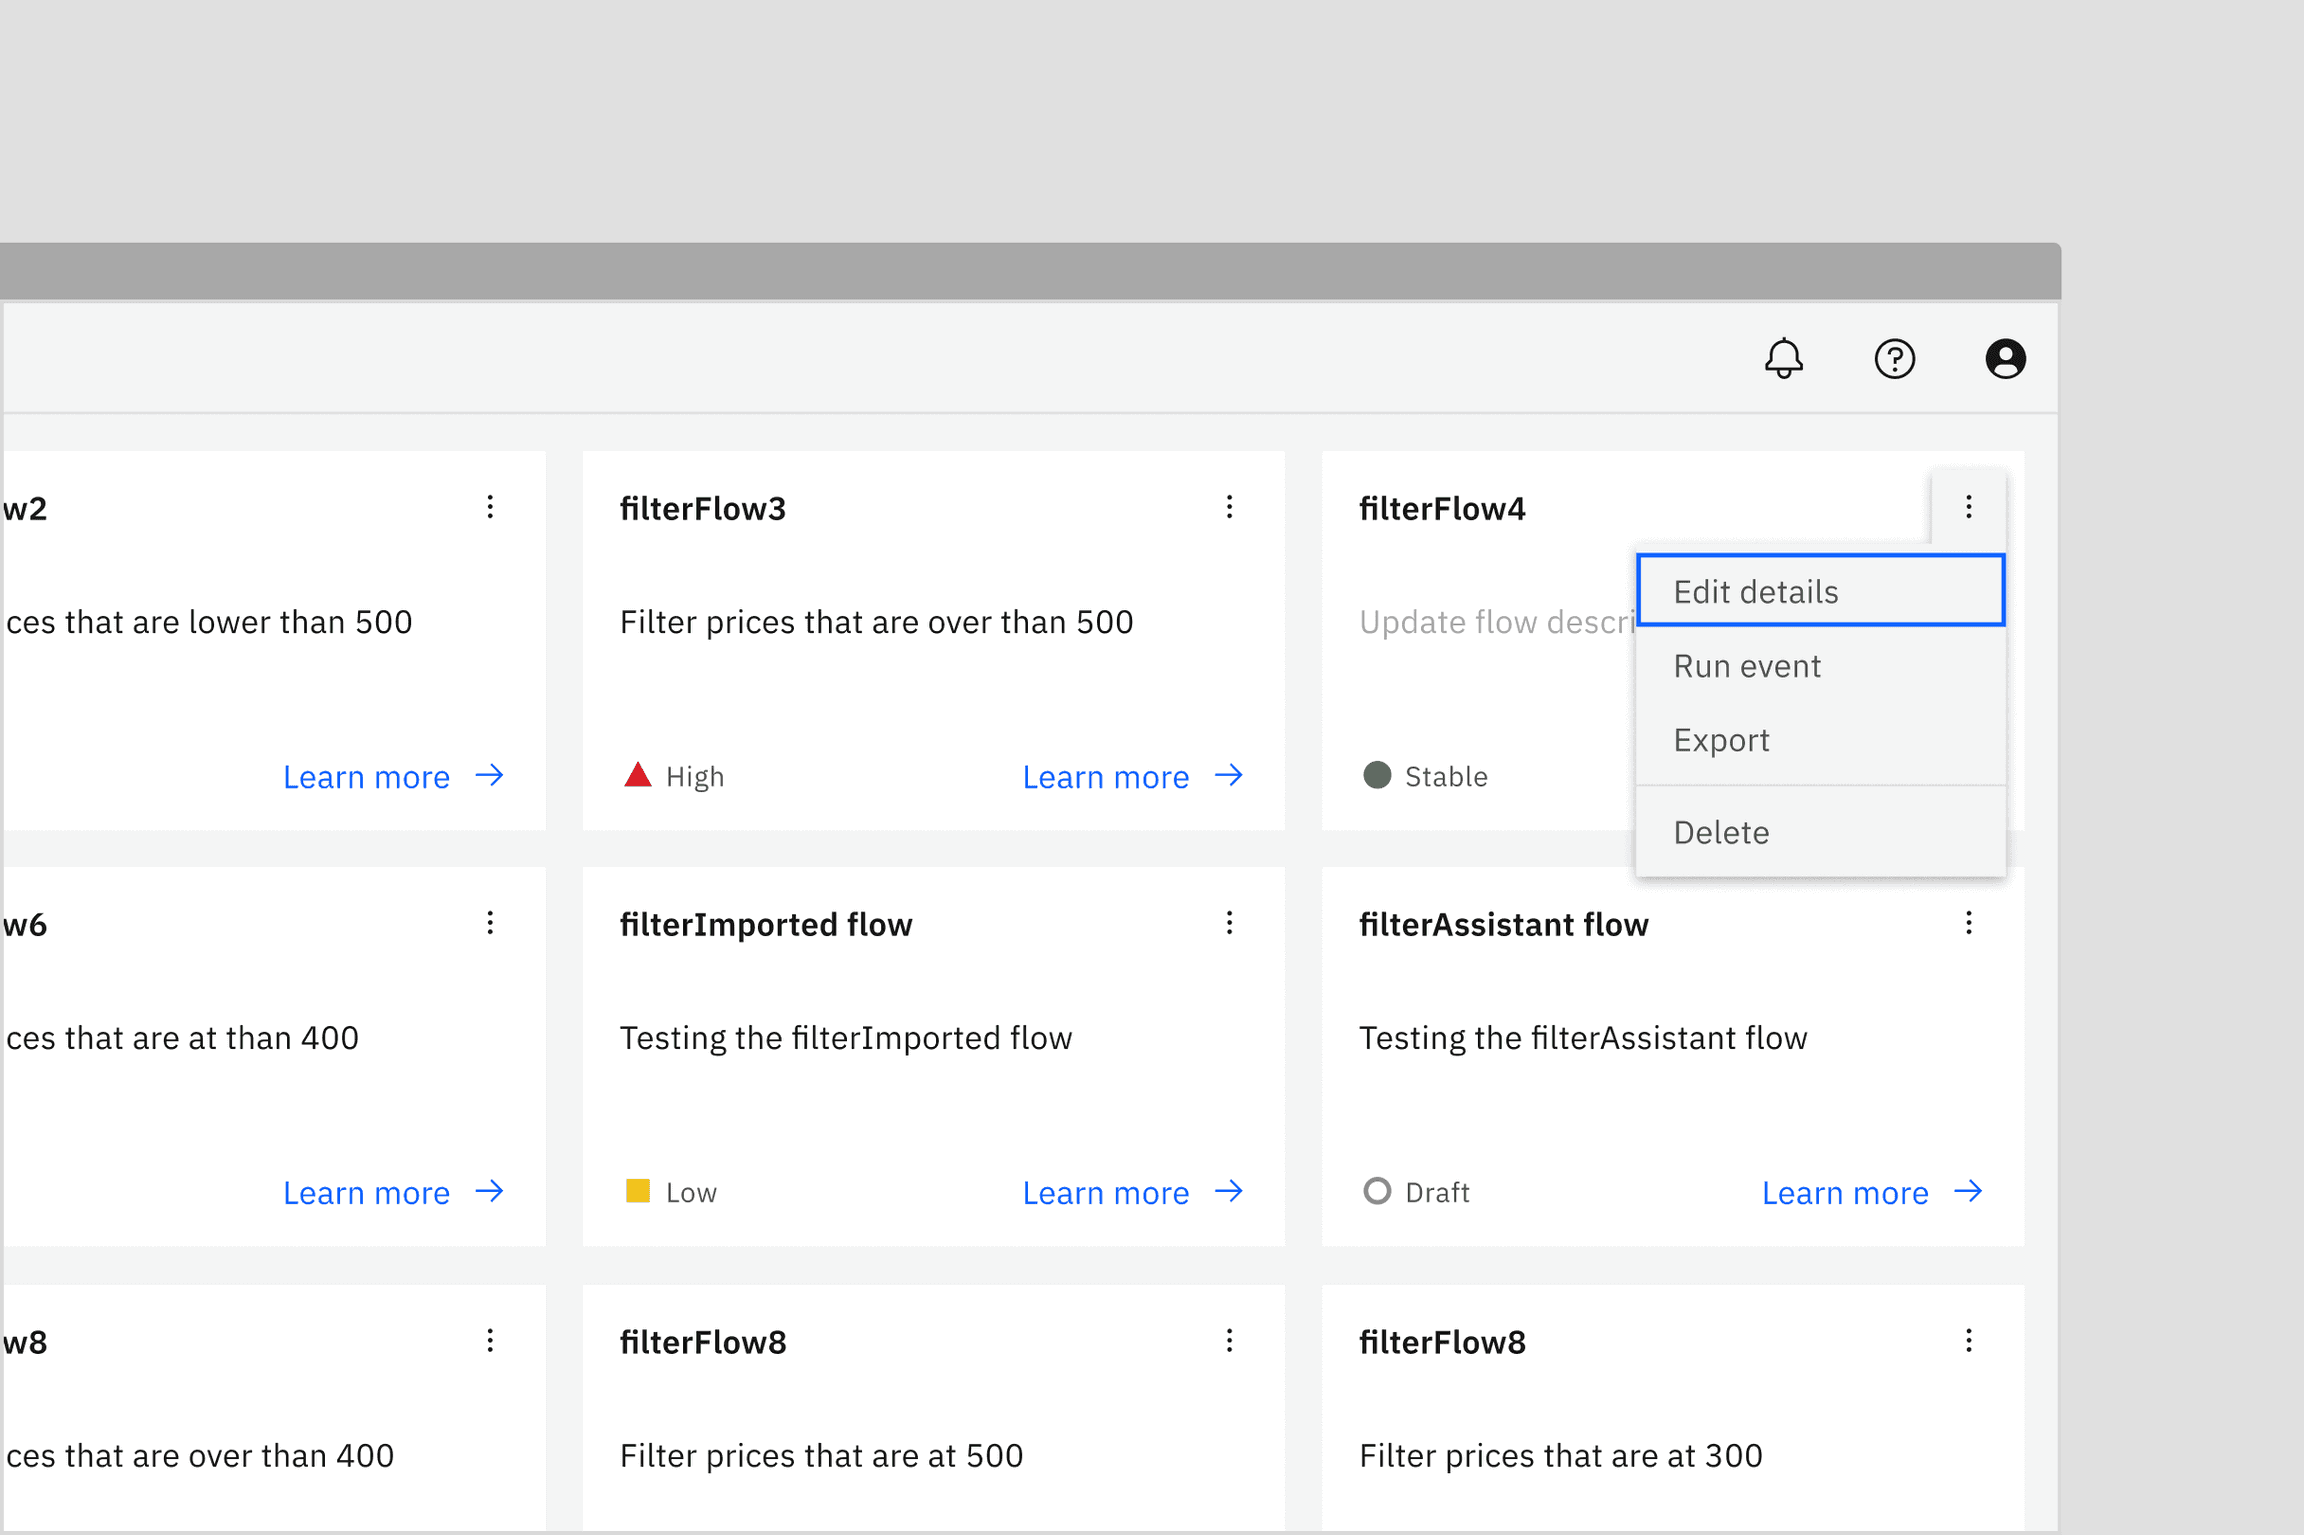 w2
filterFlow3
filterFlow4
Edit details
ces that are lower than 500
Filter prices that are over than 500
Update flow descri
Run event
Export
Learn more
High
Learn more
Stable
Delete
w6
filterImported flow
filterAssistant flow
ces that are at than 400
Testing the filterImported flow
Testing the filterAssistant flow
Learn more
Low
Learn more
Draft
Learn more
w8
filterFlow8
filterFlow8
ces that are over than 400
Filter prices that are at 500
Filter prices that are at 300